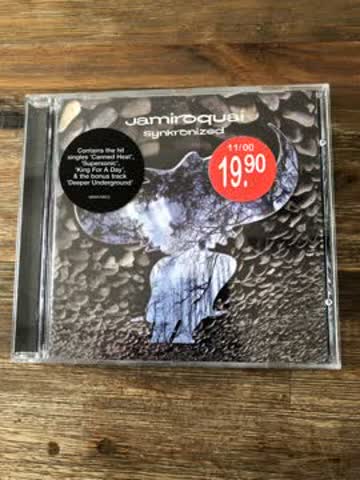 Jamiroquai
synkronized
Contains the hit
singles 'Canned Heat',
'Supersonic',
'King For A Day',
& the bonus track
'Deeper Underground'
11/00
19.90